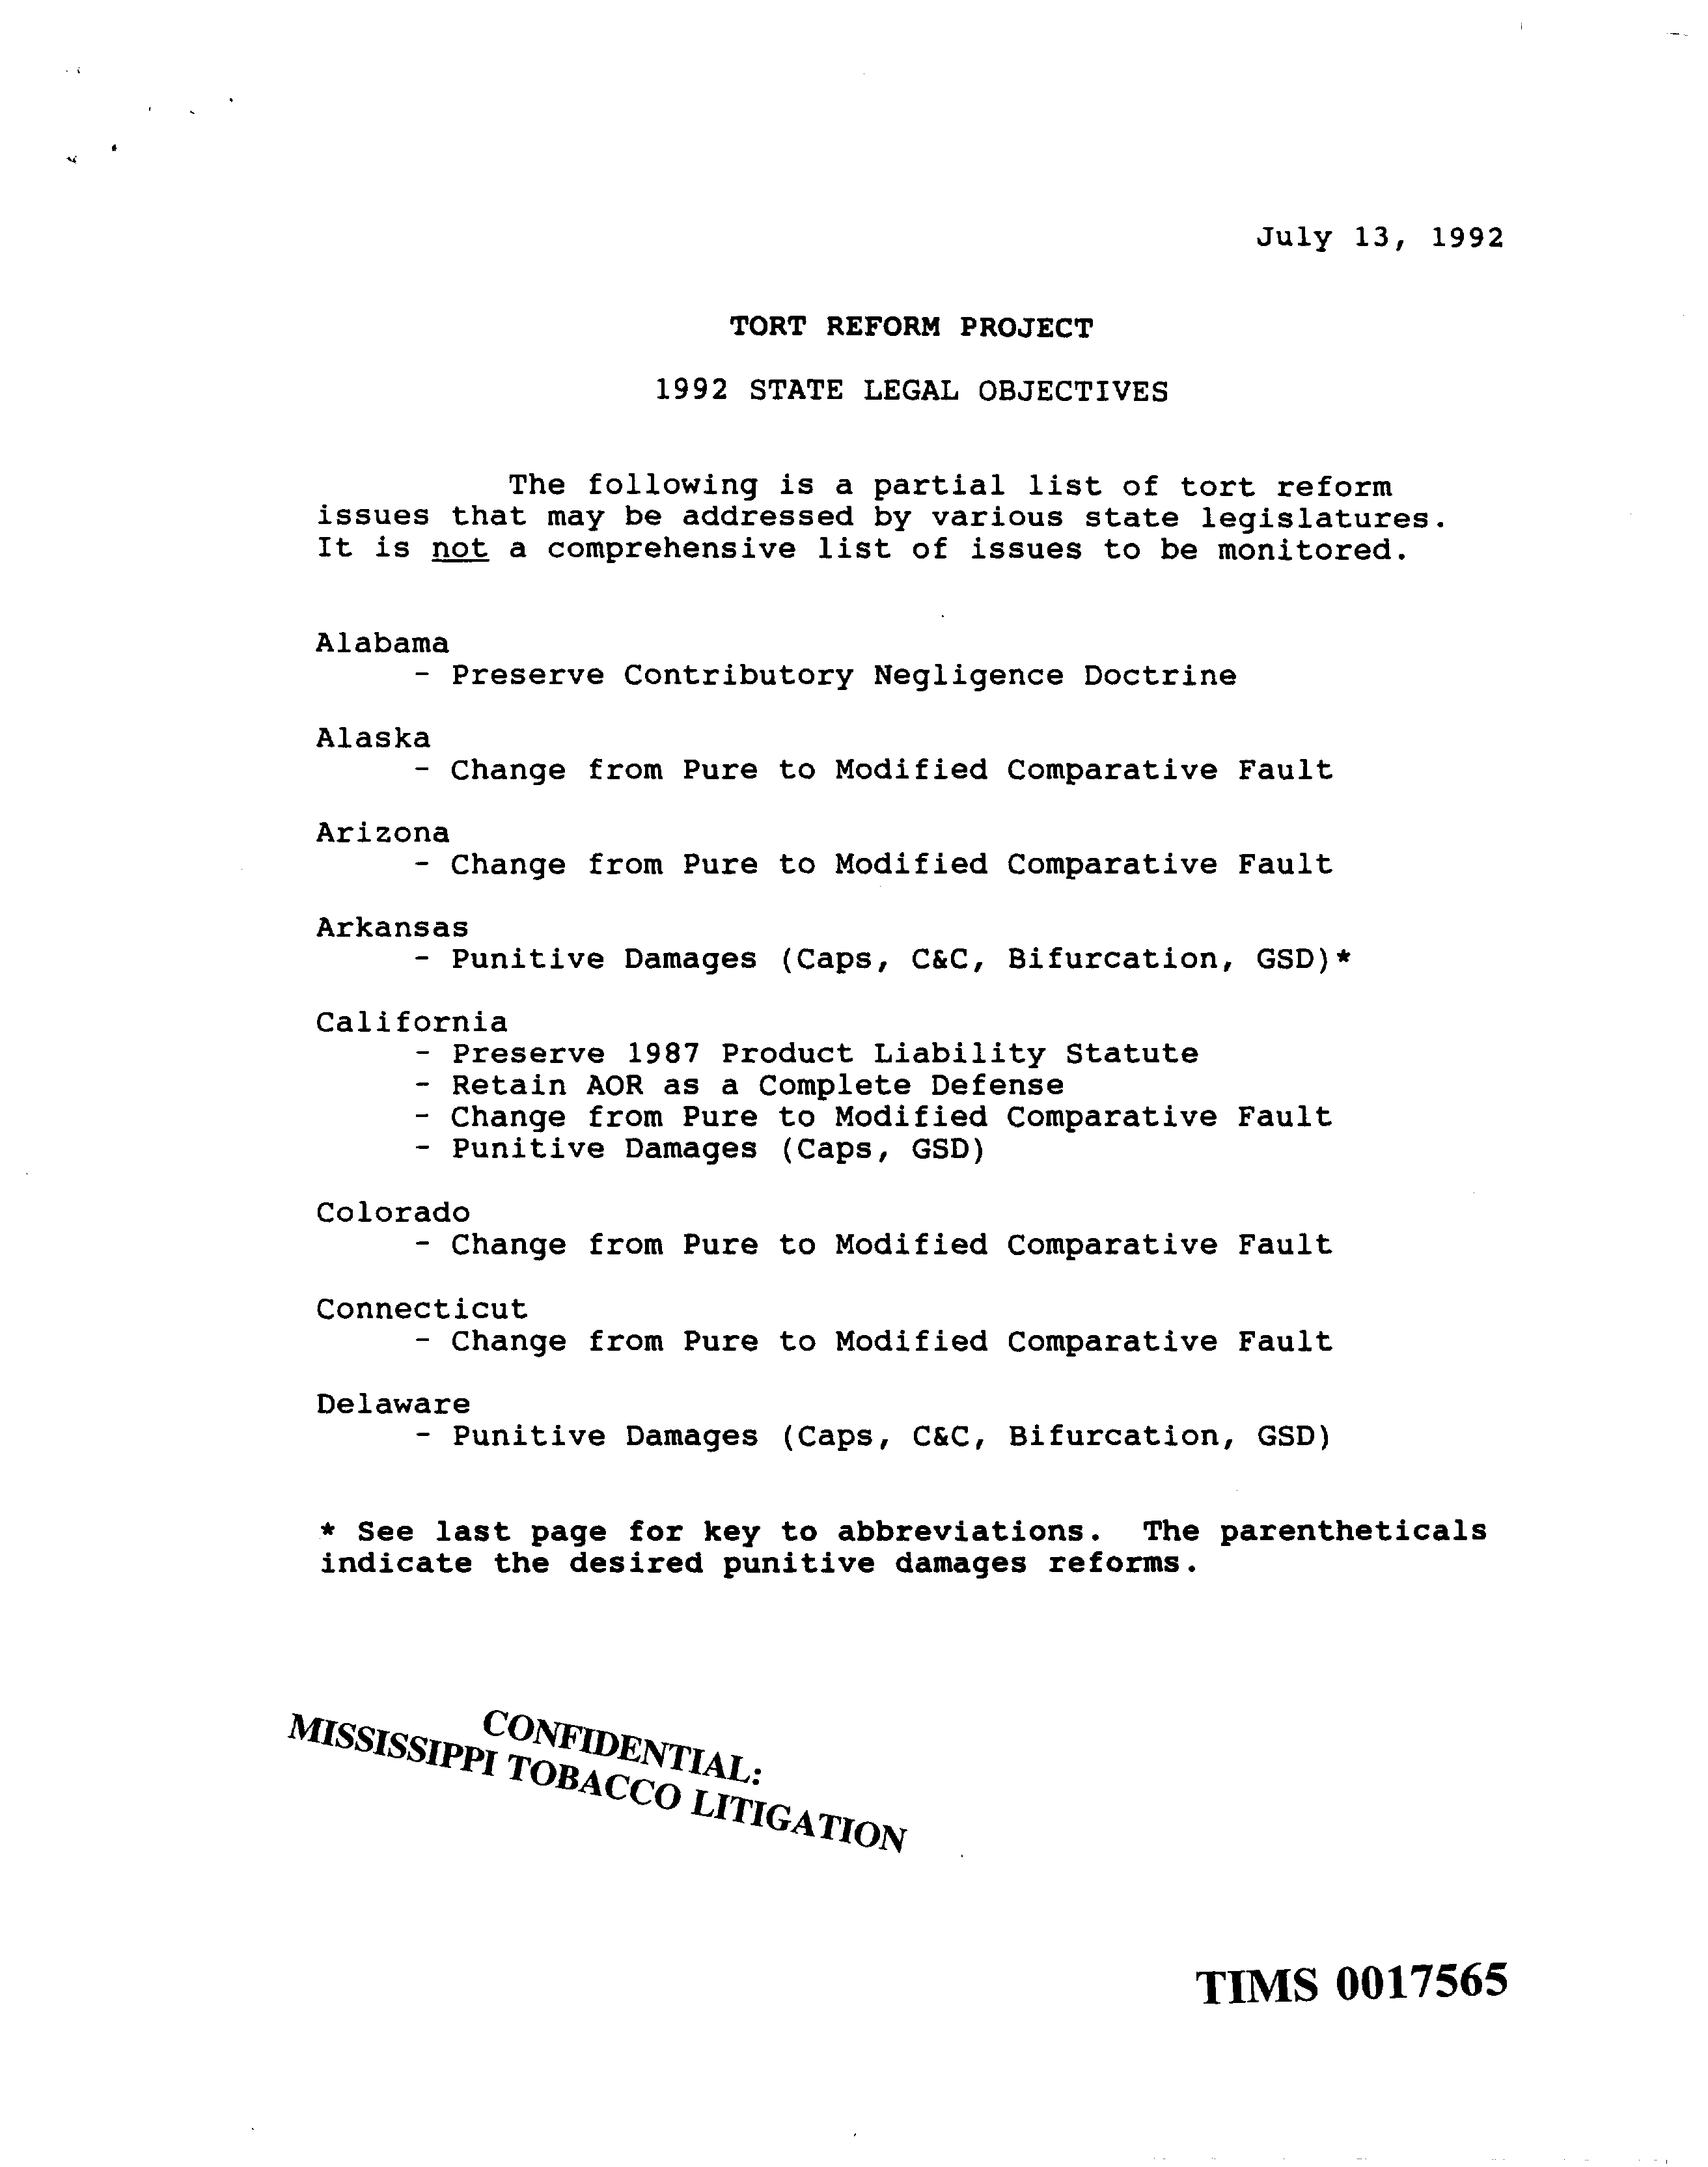 July 13, 1992
TORT REFORM PROJECT
1992 STATE LEGAL OBJECTIVES
The following is a partial list of tort reform
issues that may be addressed by various state legislatures.
It is not a comprehensive list of issues to be monitored.
Alabama
- Preserve Contributory Negligence Doctrine
Alaska
- Change from Pure to Modified Comparative Fault
Arizona
- Change from Pure to Modified Comparative Fault
Arkansas
- Punitive Damages (Caps, C&C, Bifurcation, GSD)*
California
- Preserve 1987 Product Liability Statute
- Retain AOR as a Complete Defense
- Change from Pure to Modified Comparative Fault
- Punitive Damages (Caps, GSD)
Colorado
- Change from Pure to Modified Comparative Fault
Connecticut
- Change from Pure to Modified Comparative Fault
Delaware
- Punitive Damages (Caps, C&C, Bifurcation, GSD)
* See last page for key to abbreviations. The parentheticals
indicate the desired punitive damages reforms.
CONFIDENTIAL:
MISSISSIPPI TOBACCO LITIGATION
TIMS 0017565